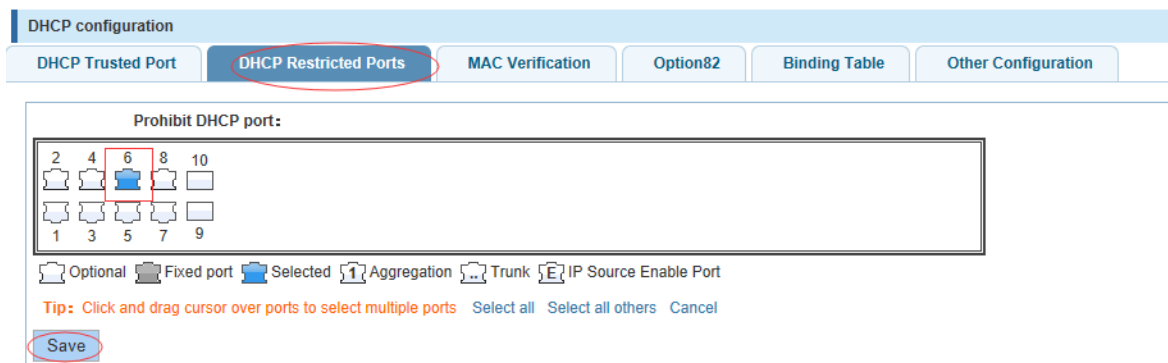 DHCP configuration
DHCP Trusted Port DHCP Restricted Ports MAC Verification Option82 Binding Table Other Configuration
Prohibit DHCP port:
2 4 6 8 10
1 3 5 7 9
Optional Fixed port Selected 1 Aggregation .. Trunk E IP Source Enable Port
Tip: Click and drag cursor over ports to select multiple ports Select all Select all others Cancel
Save